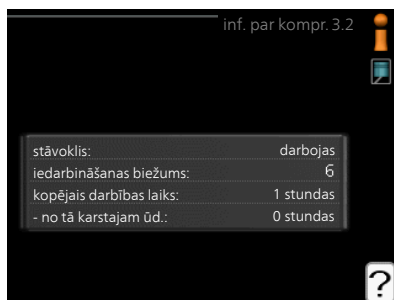 inf. par kompr. 3.2
stāvoklis: darbojas
iedarbināšanas biežums: 6
kopējais darbības laiks: 1 stundas
- no tā karstajam ūd.: 0 stundas
?